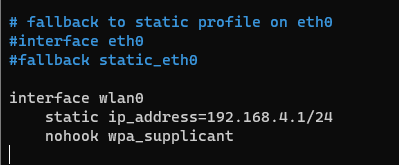 # fallback to static profile on eth0
#interface eth0
#fallback static_eth0
interface wlan0
static ip_address=192.168.4.1/24
nohook wpa_supplicant